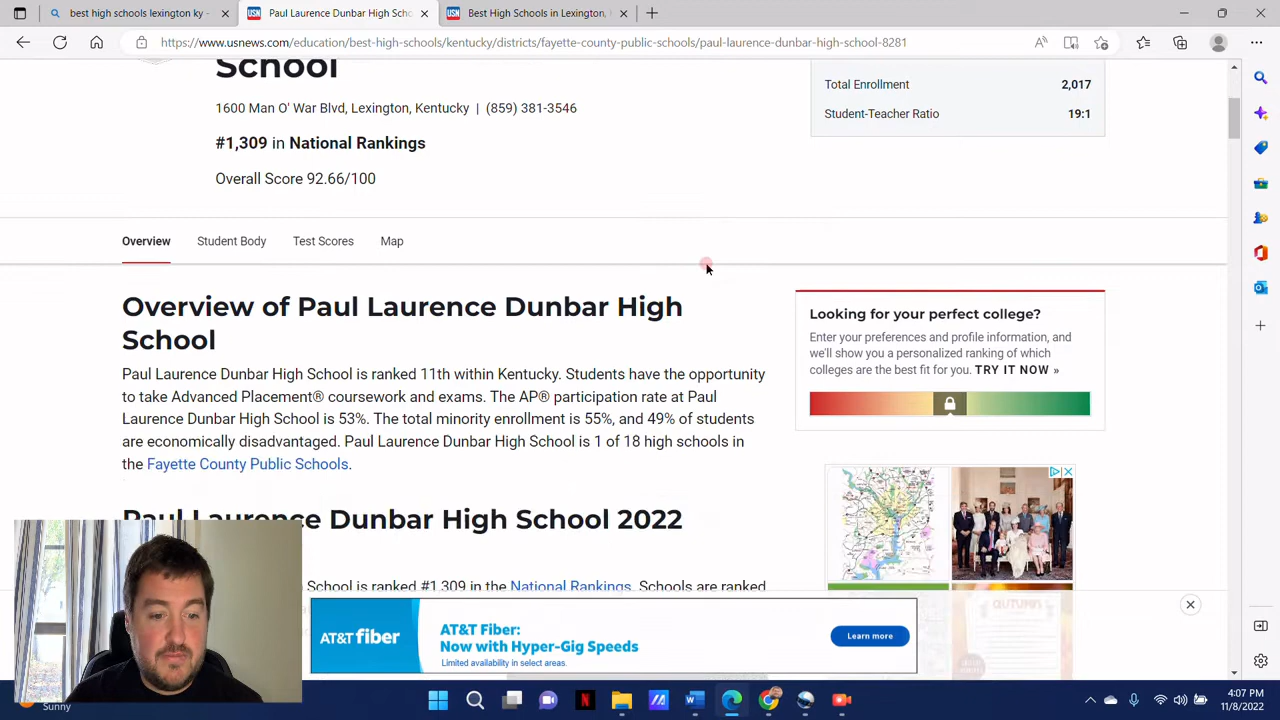 best high schools lexington ky -
Paul Laurence Dunbar High Scho
Best High Schools in Lexington,
https://www.usnews.com/education/best-high-schools/kentucky/districts/fayette-county-public-schools/paul-laurence-dunbar-high-school-8281
School
1600 Man O' War Blvd, Lexington, Kentucky | (859) 381-3546
#1,309 in National Rankings
Overall Score 92.66/100
Total Enrollment 2,017
Student-Teacher Ratio 19:1
Overview Student Body Test Scores Map
Overview of Paul Laurence Dunbar High
School
Paul Laurence Dunbar High School is ranked 11th within Kentucky. Students have the opportunity
to take Advanced Placement® coursework and exams. The AP® participation rate at Paul
Laurence Dunbar High School is 53%. The total minority enrollment is 55%, and 49% of students
are economically disadvantaged. Paul Laurence Dunbar High School is 1 of 18 high schools in
the Fayette County Public Schools.
Looking for your perfect college?
Enter your preferences and profile information, and
we'll show you a personalized ranking of which
colleges are the best fit for you. TRY IT NOW »
Paul Laurence Dunbar High School 2022
School is ranked #1,309 in the National Rankings. Schools are ranked
AT&T fiber
AT&T Fiber:
Now with Hyper-Gig Speeds
Limited availability in select areas.
Learn more
AUTUMN
Sunny
4:07 PM
11/8/2022